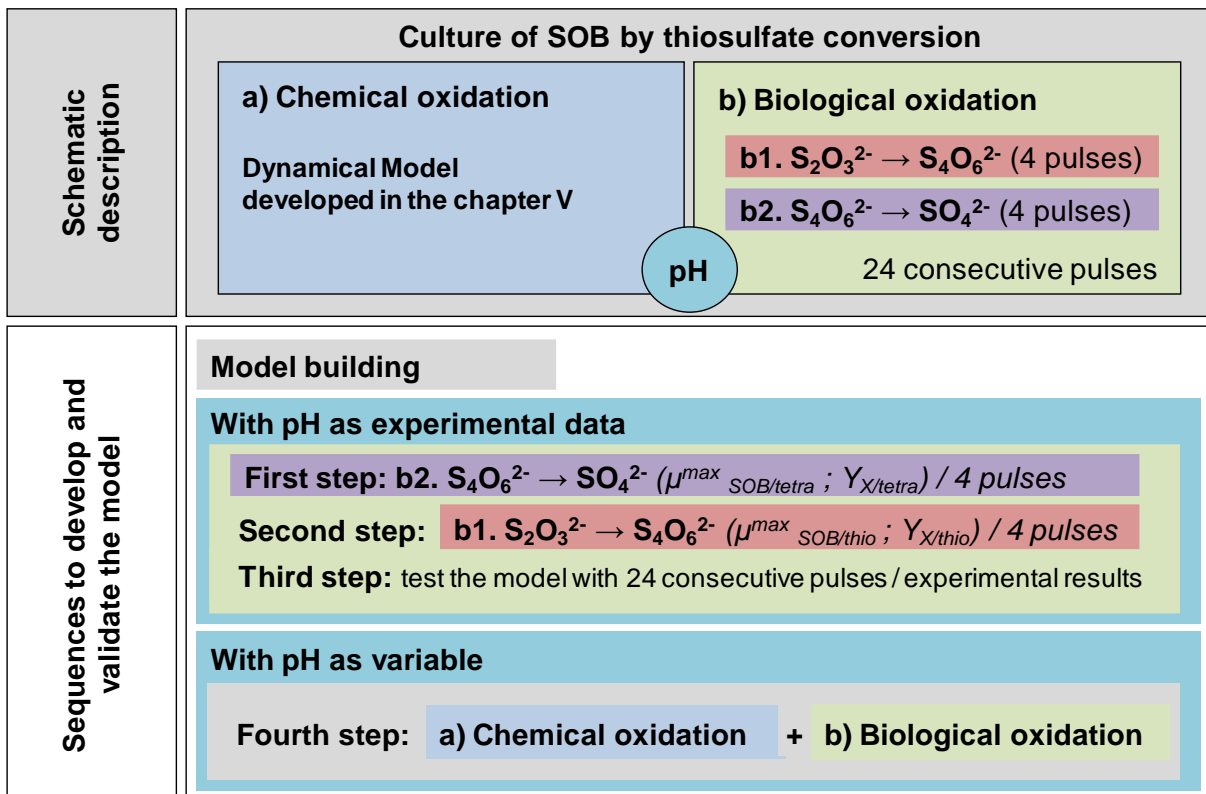 Schematic
description
Culture of SOB by thiosulfate conversion
a) Chemical oxidation
Dynamical Model
developed in the chapter V
b) Biological oxidation
b1. S₂O₃²⁻ → S₄O₆²⁻ (4 pulses)
b2. S₄O₆²⁻ → SO₄²⁻ (4 pulses)
pH
24 consecutive pulses
Sequences to develop and
validate the model
Model building
With pH as experimental data
First step: b2. S₄O₆²⁻ → SO₄²⁻ (μᵐᵃˣ SOB/tetra ; Y X/tetra) / 4 pulses
Second step: b1. S₂O₃²⁻ → S₄O₆²⁻ (μᵐᵃˣ SOB/thio ; Y X/thio) / 4 pulses
Third step: test the model with 24 consecutive pulses / experimental results
With pH as variable
Fourth step: a) Chemical oxidation + b) Biological oxidation